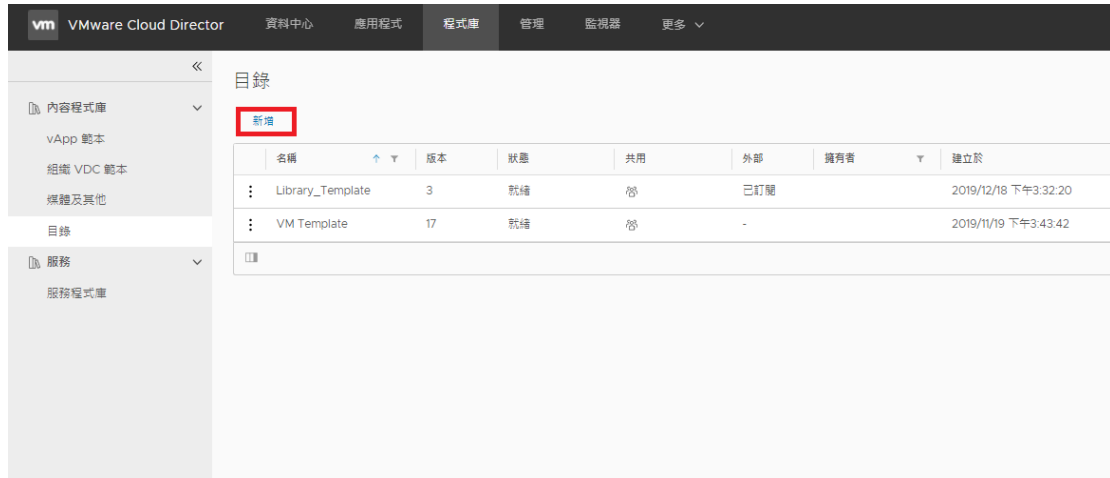 vm VMware Cloud Director 資料中心 應用程式 程式庫 管理 監視器 更多
目錄
內容程式庫
新增
vApp 範本
名稱 版本 狀態 共用 外部 擁有者 建立於
組織 VDC 範本
Library_Template 3 就緒 已訂閱 2019/12/18 下午3:32:20
媒體及其他
VM Template 17 就緒 - 2019/11/19 下午3:43:42
目錄
服務
服務程式庫